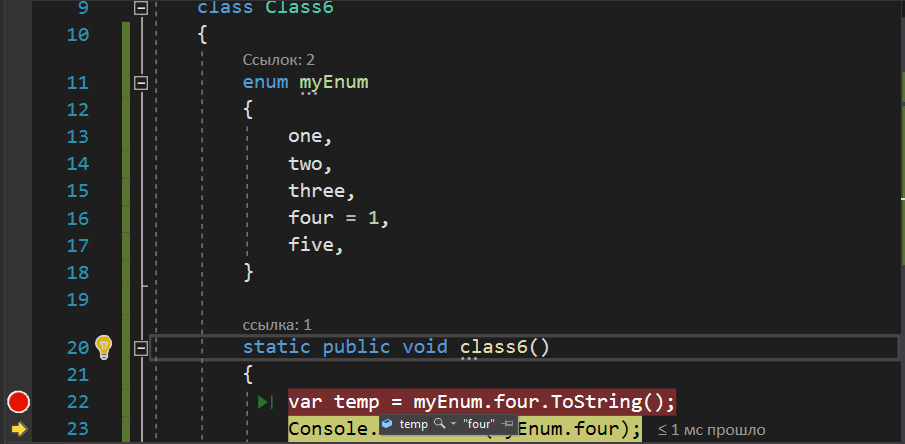 9 class Class6
10 {
Ссылок: 2
11 enum myEnum
12 {
13 one,
14 two,
15 three,
16 four = 1,
17 five,
18 }
19
ссылка: 1
20 static public void class6()
21 {
22 var temp = myEnum.four.ToString();
temp "four"
23 Console. yEnum.four); ≤ 1 мс прошло